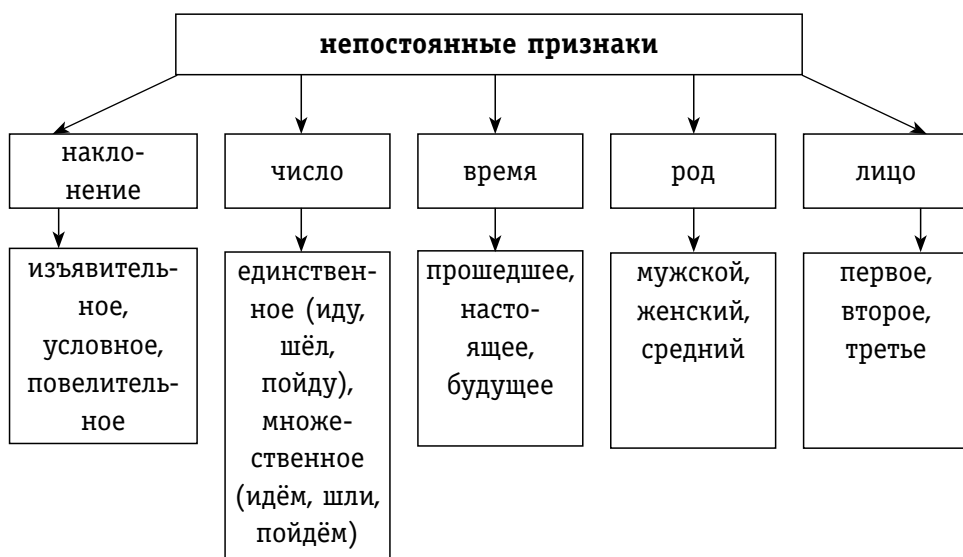 непостоянные признаки
накло-
нение
число
время
род
лицо
изъявитель-
ное,
условное,
повелитель-
ное
единствен-
ное (иду,
шёл,
пойду),
множе-
ственное
(идём, шли,
пойдём)
прошедшее,
насто-
ящее,
будущее
мужской,
женский,
средний
первое,
второе,
третье